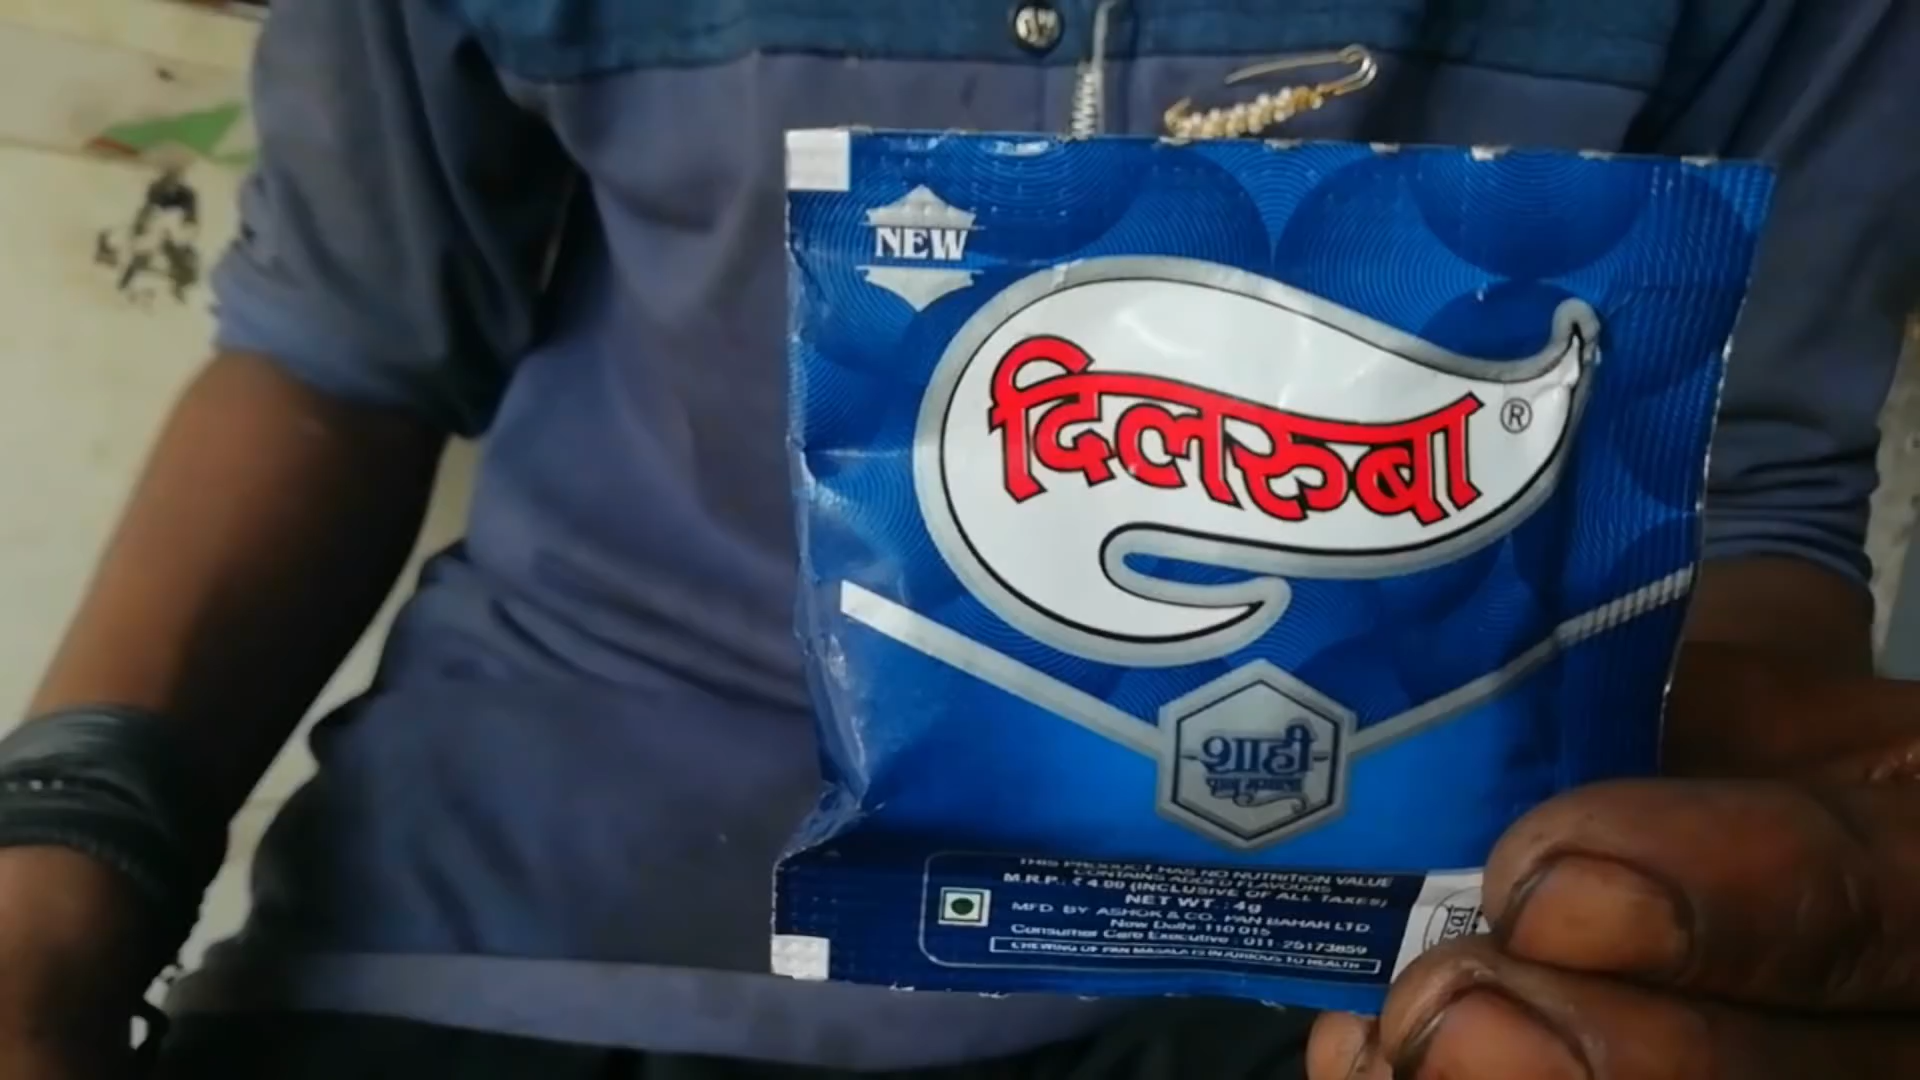 NEW
दिलरुबा ®
शाही
पान मसाला
THIS PRODUCT HAS NO NUTRITION VALUE
CONTAINS ADDED FLAVOURS
M.R.P.: ₹ 4.00 (INCLUSIVE OF ALL TAXES)
NET WT.: 4g
MFD. BY ASHOK & CO. PAN BAHAR LTD.
New Delhi-110 015
Consumer Care Executive : 011-25173859
CHEWING OF PAN MASALA IS INJURIOUS TO HEALTH